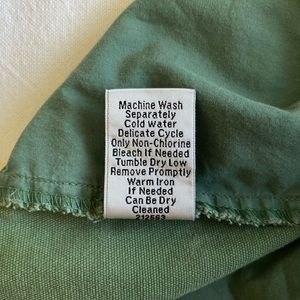 Machine Wash
Separately
Cold Water
Delicate Cycle
Only Non-Chlorine
Bleach If Needed
Tumble Dry Low
Remove Promptly
Warm Iron
If Needed
Can Be Dry
Cleaned
212563